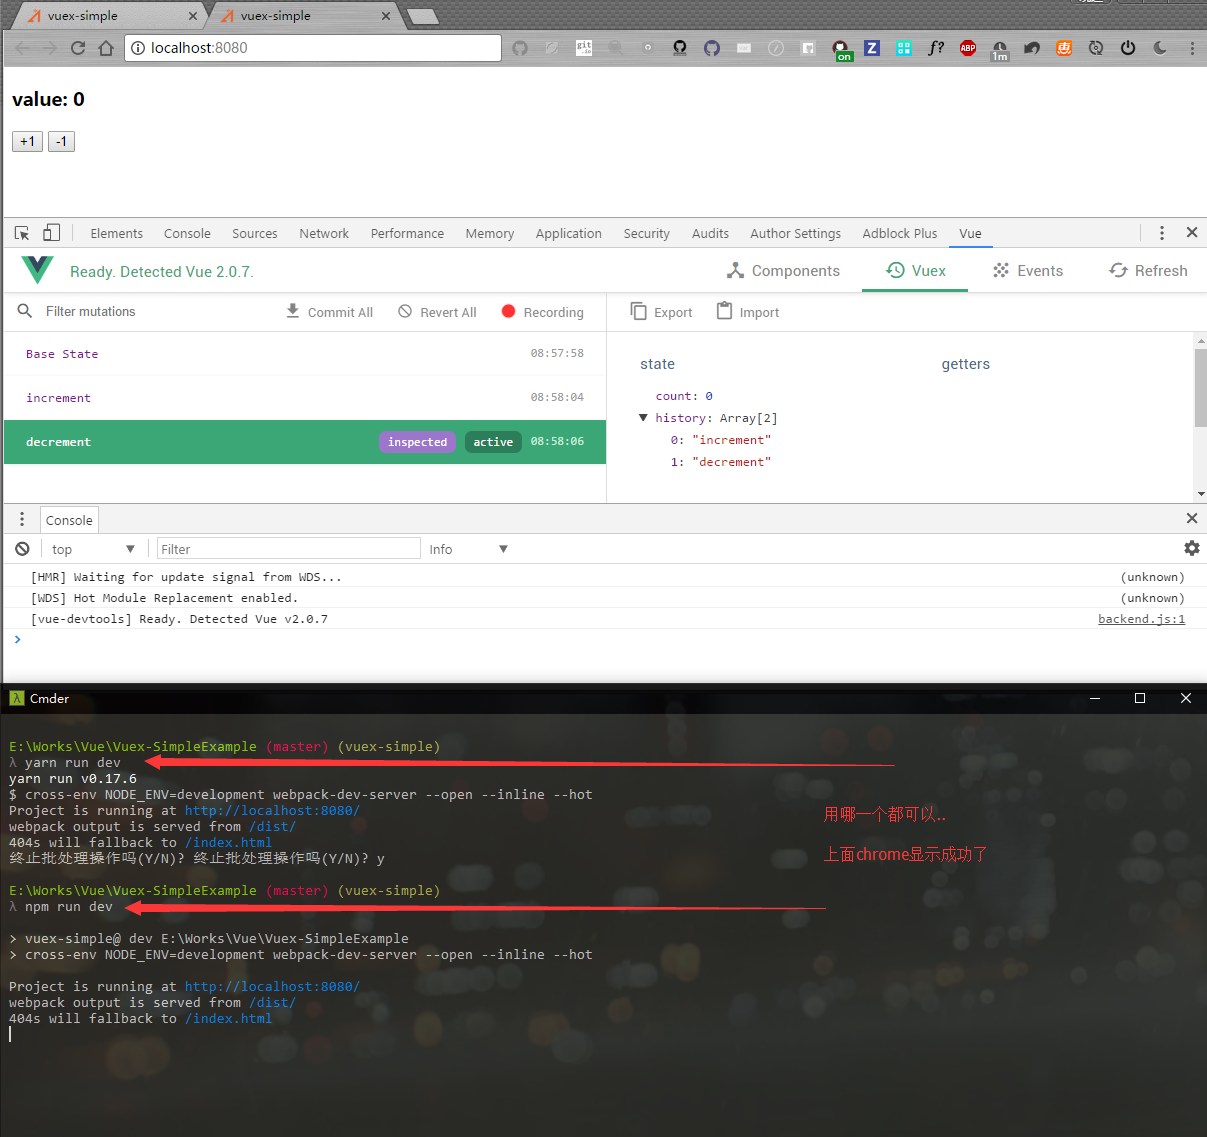 vuex-simple
vuex-simple
localhost:8080
git
on
Z
f?
ABP
1m
惠
value: 0
+1 -1
Elements Console Sources Network Performance Memory Application Security Audits Author Settings Adblock Plus Vue
Ready. Detected Vue 2.0.7.
Components Vuex Events Refresh
Filter mutations Commit All Revert All Recording
Export Import
Base State 08:57:58
increment 08:58:04
decrement inspected active 08:58:06
state getters
count: 0
history: Array[2]
0: "increment"
1: "decrement"
Console
top Filter Info
[HMR] Waiting for update signal from WDS... (unknown)
[WDS] Hot Module Replacement enabled. (unknown)
[vue-devtools] Ready. Detected Vue v2.0.7 backend.js:1
>
λ Cmder
E:\Works\Vue\Vuex-SimpleExample (master) (vuex-simple)
λ yarn run dev
yarn run v0.17.6
$ cross-env NODE_ENV=development webpack-dev-server --open --inline --hot
Project is running at http://localhost:8080/
webpack output is served from /dist/
404s will fallback to /index.html
终止批处理操作吗(Y/N)? 终止批处理操作吗(Y/N)? y
用哪一个都可以..
上面chrome显示成功了
E:\Works\Vue\Vuex-SimpleExample (master) (vuex-simple)
λ npm run dev
> vuex-simple@ dev E:\Works\Vue\Vuex-SimpleExample
> cross-env NODE_ENV=development webpack-dev-server --open --inline --hot
Project is running at http://localhost:8080/
webpack output is served from /dist/
404s will fallback to /index.html